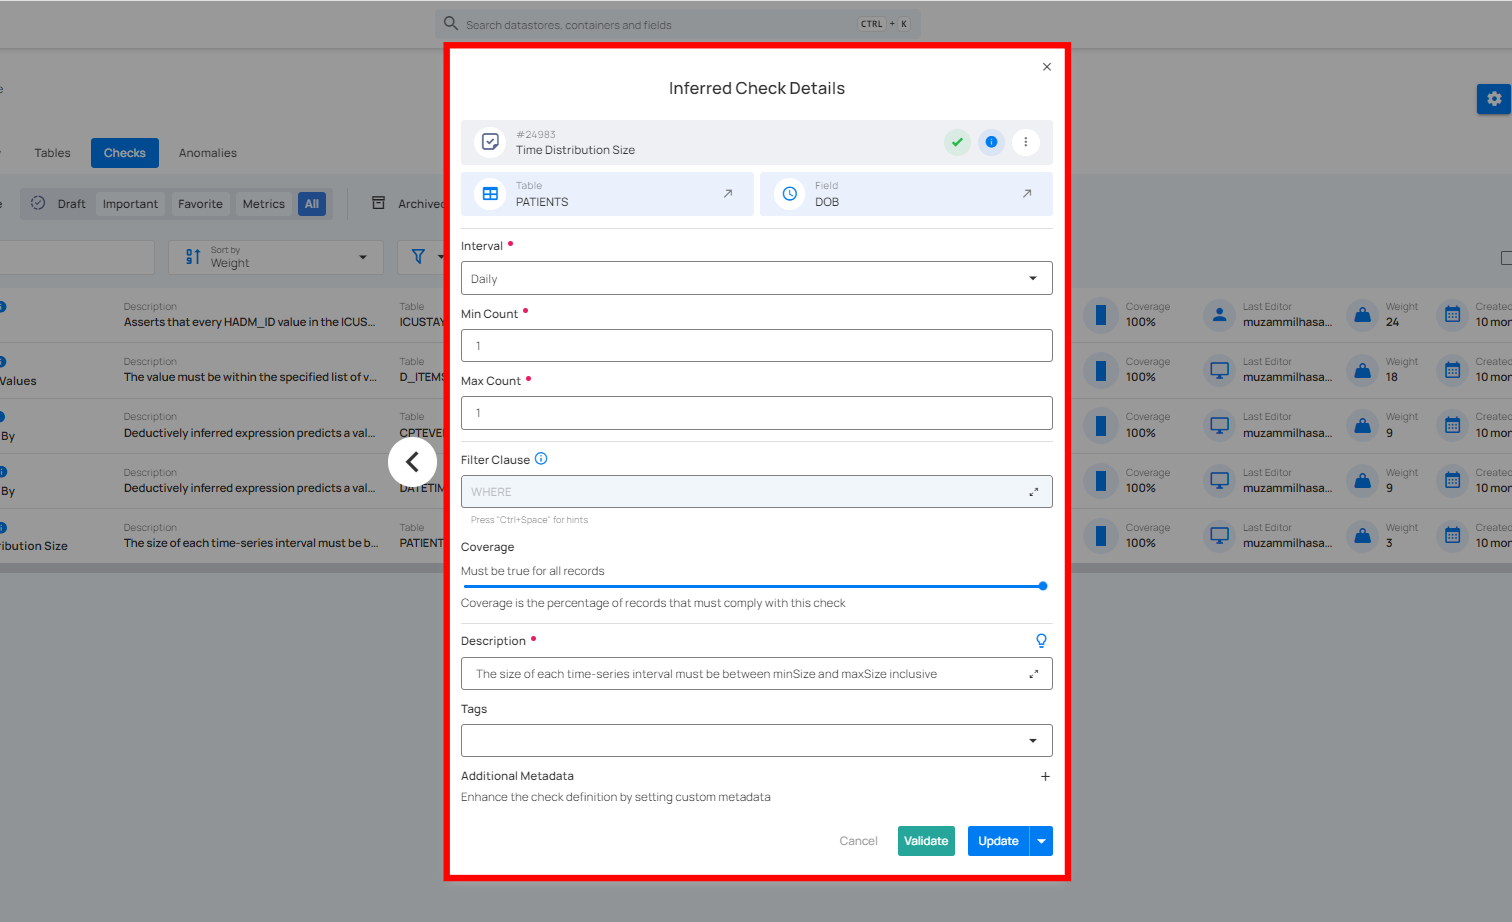 Search datastores, containers and fields
CTRL + K
Inferred Check Details
#24983
Time Distribution Size
Table
PATIENTS
Field
DOB
Interval
Daily
Min Count
1
Max Count
1
Filter Clause
WHERE
Press "Ctrl+Space" for hints
Coverage
Must be true for all records
Coverage is the percentage of records that must comply with this check
Description
The size of each time-series interval must be between minSize and maxSize inclusive
Tags
Additional Metadata
Enhance the check definition by setting custom metadata
Cancel
Validate
Update
e
Tables
Checks
Anomalies
e
Draft
Important
Favorite
Metrics
All
Archived
Sort by
Weight
Description
Asserts that every HADM_ID value in the ICUS...
Table
ICUSTAY
Coverage
100%
Last Editor
muzammilhasa...
Weight
24
Created
10 mon
Values
Description
The value must be within the specified list of v...
Table
D_ITEMS
Coverage
100%
Last Editor
muzammilhasa...
Weight
18
Created
10 mon
By
Description
Deductively inferred expression predicts a val...
Table
CPTEVE
Coverage
100%
Last Editor
muzammilhasa...
Weight
9
Created
10 mon
By
Description
Deductively inferred expression predicts a val...
Table
DATETIM
Coverage
100%
Last Editor
muzammilhasa...
Weight
9
Created
10 mon
ribution Size
Description
The size of each time-series interval must be b...
Table
PATIENT
Coverage
100%
Last Editor
muzammilhasa...
Weight
3
Created
10 mon